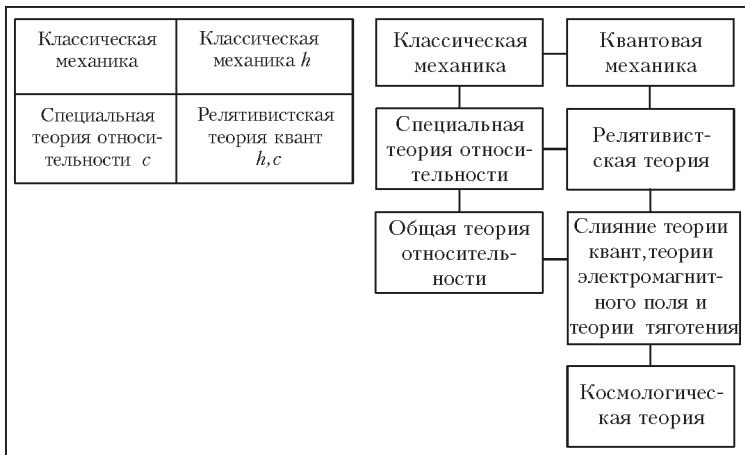 Классическая
механика
Классическая
механика h
Специальная
теория относи-
тельности c
Релятивистская
теория квант
h,c
Классическая
механика
Квантовая
механика
Специальная
теория относи-
тельности
Релятивист-
ская теория
Общая теория
относитель-
ности
Слияние теории
квант,теории
электромагнит-
итного поля и
теории тяготения
Космологичес-
кая теория